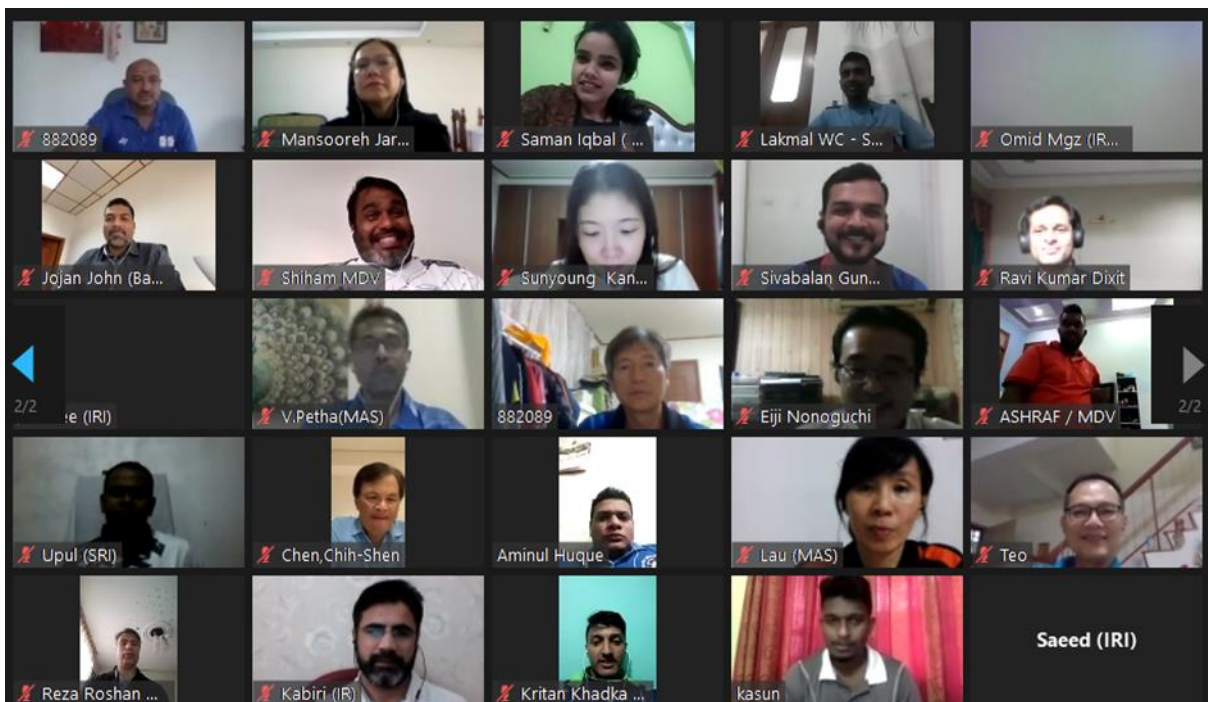 882089
Mansooreh Jar...
Saman Iqbal ( ...
Lakmal WC - S...
Omid Mgz (IR...
Jojan John (Ba...
Shiham MDV
Sunyoung Kan...
Sivabalan Gun...
Ravi Kumar Dixit
2/2
ee (IRI)
V.Petha(MAS)
882089
Eiji Nonoguchi
ASHRAF / MDV
2/2
Upul (SRI)
Chen,Chih-Shen
Aminul Huque
Lau (MAS)
Teo
Reza Roshan ...
Kabiri (IR)
Kritan Khadka ...
kasun
Saeed (IRI)